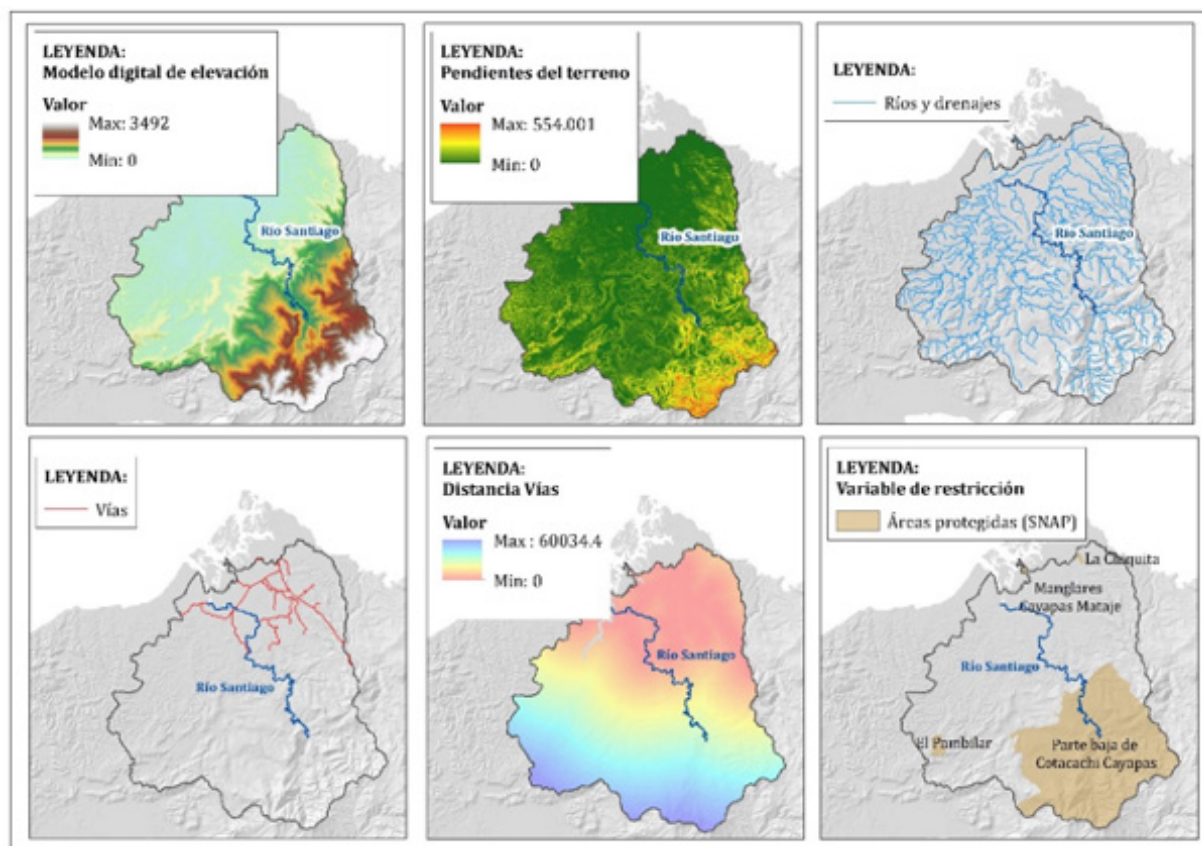 LEYENDA:
Modelo digital de elevación
Valor
Max: 3492
Min: 0
Río Santiago
LEYENDA:
Pendientes del terreno
Valor
Max: 554.001
Min: 0
Río Santiago
LEYENDA:
Ríos y drenajes
Río Santiago
LEYENDA:
Vías
Río Santiago
LEYENDA:
Distancia Vías
Valor
Max : 60034.4
Min: 0
Río Santiago
LEYENDA:
Variable de restricción
Áreas protegidas (SNAP)
La Chiquita
Manglares
Cayapas Mataje
Río Santiago
El Pambilar
Parte baja de
Cotacachi Cayapas